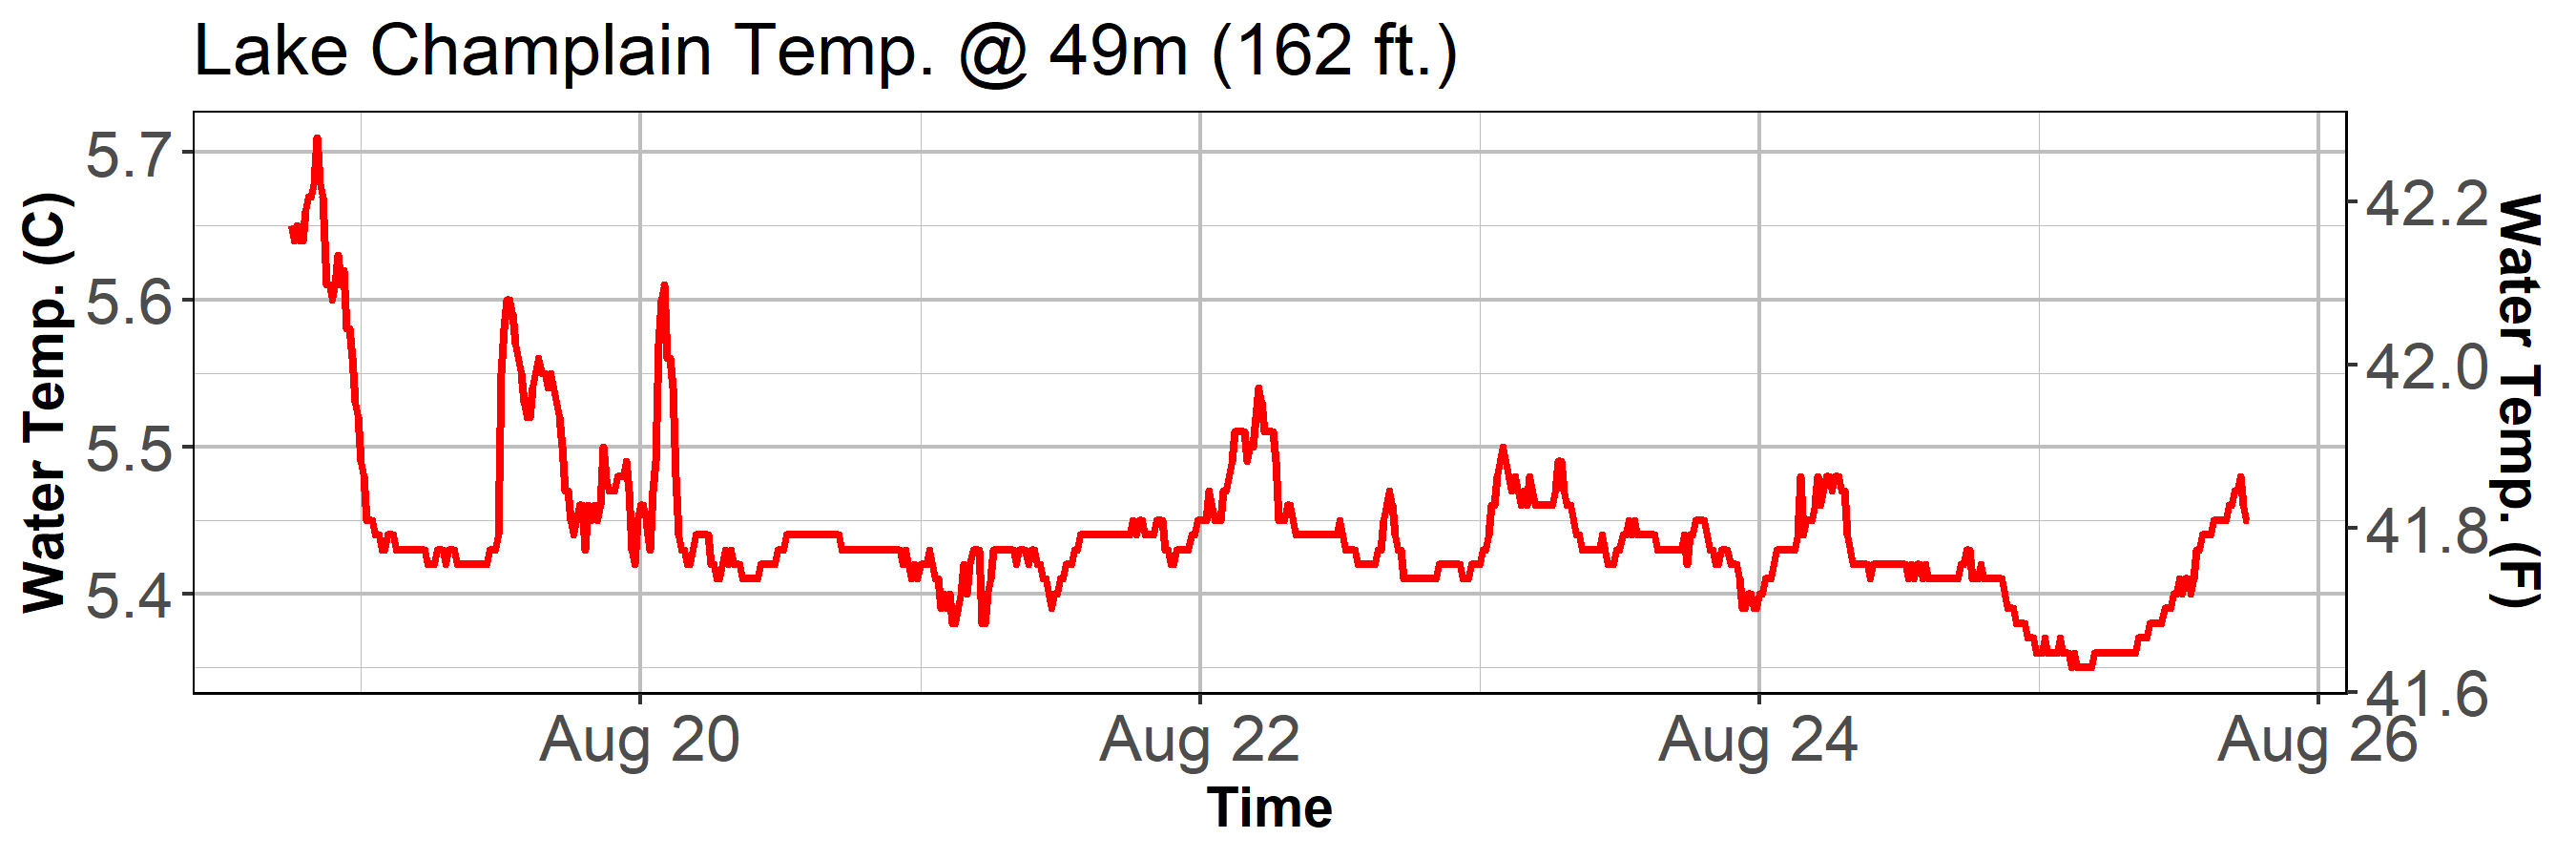 Lake Champlain Temp. @ 49m (162 ft.)
Water Temp. (C)
5.7
5.6
5.5
5.4
42.2
42.0
41.8
41.6
Water Temp. (F)
Aug 20
Aug 22
Aug 24
Aug 26
Time